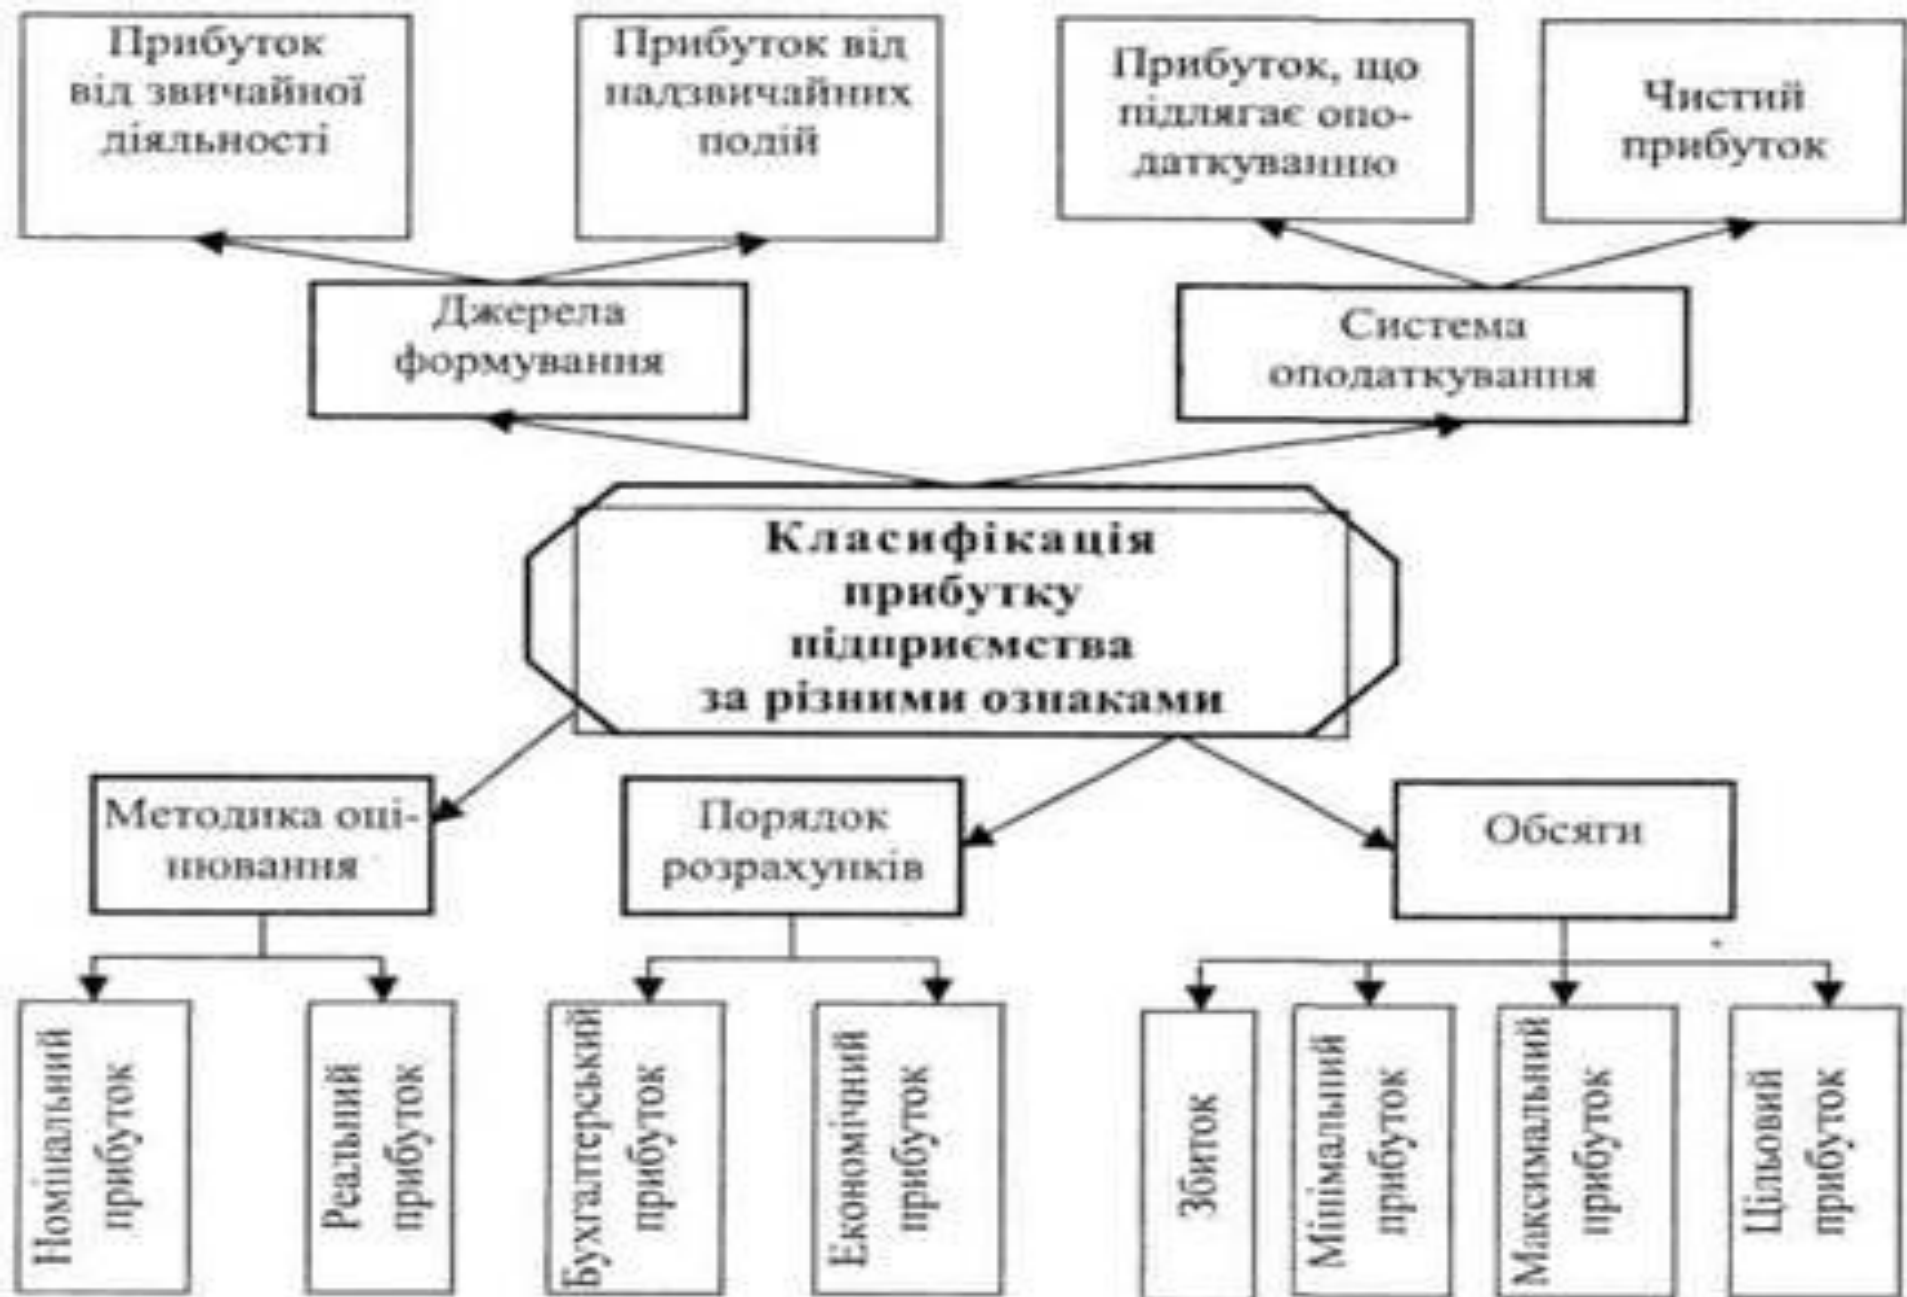 Прибуток
від звичайної
діяльності
Прибуток від
надзвичайних
подій
Прибуток, що
підлягає опо-
даткуванню
Чистий
прибуток
Джерела
формування
Система
оподаткування
Класифікація
прибутку
підприємства
за різними ознаками
Методика оці-
нювання
Порядок
розрахунків
Обсяги
Номінальний
прибуток
Реальний
прибуток
Бухгалтерський
прибуток
Економічний
прибуток
Збиток
Мінімальний
прибуток
Максимальний
прибуток
Цільовий
прибуток